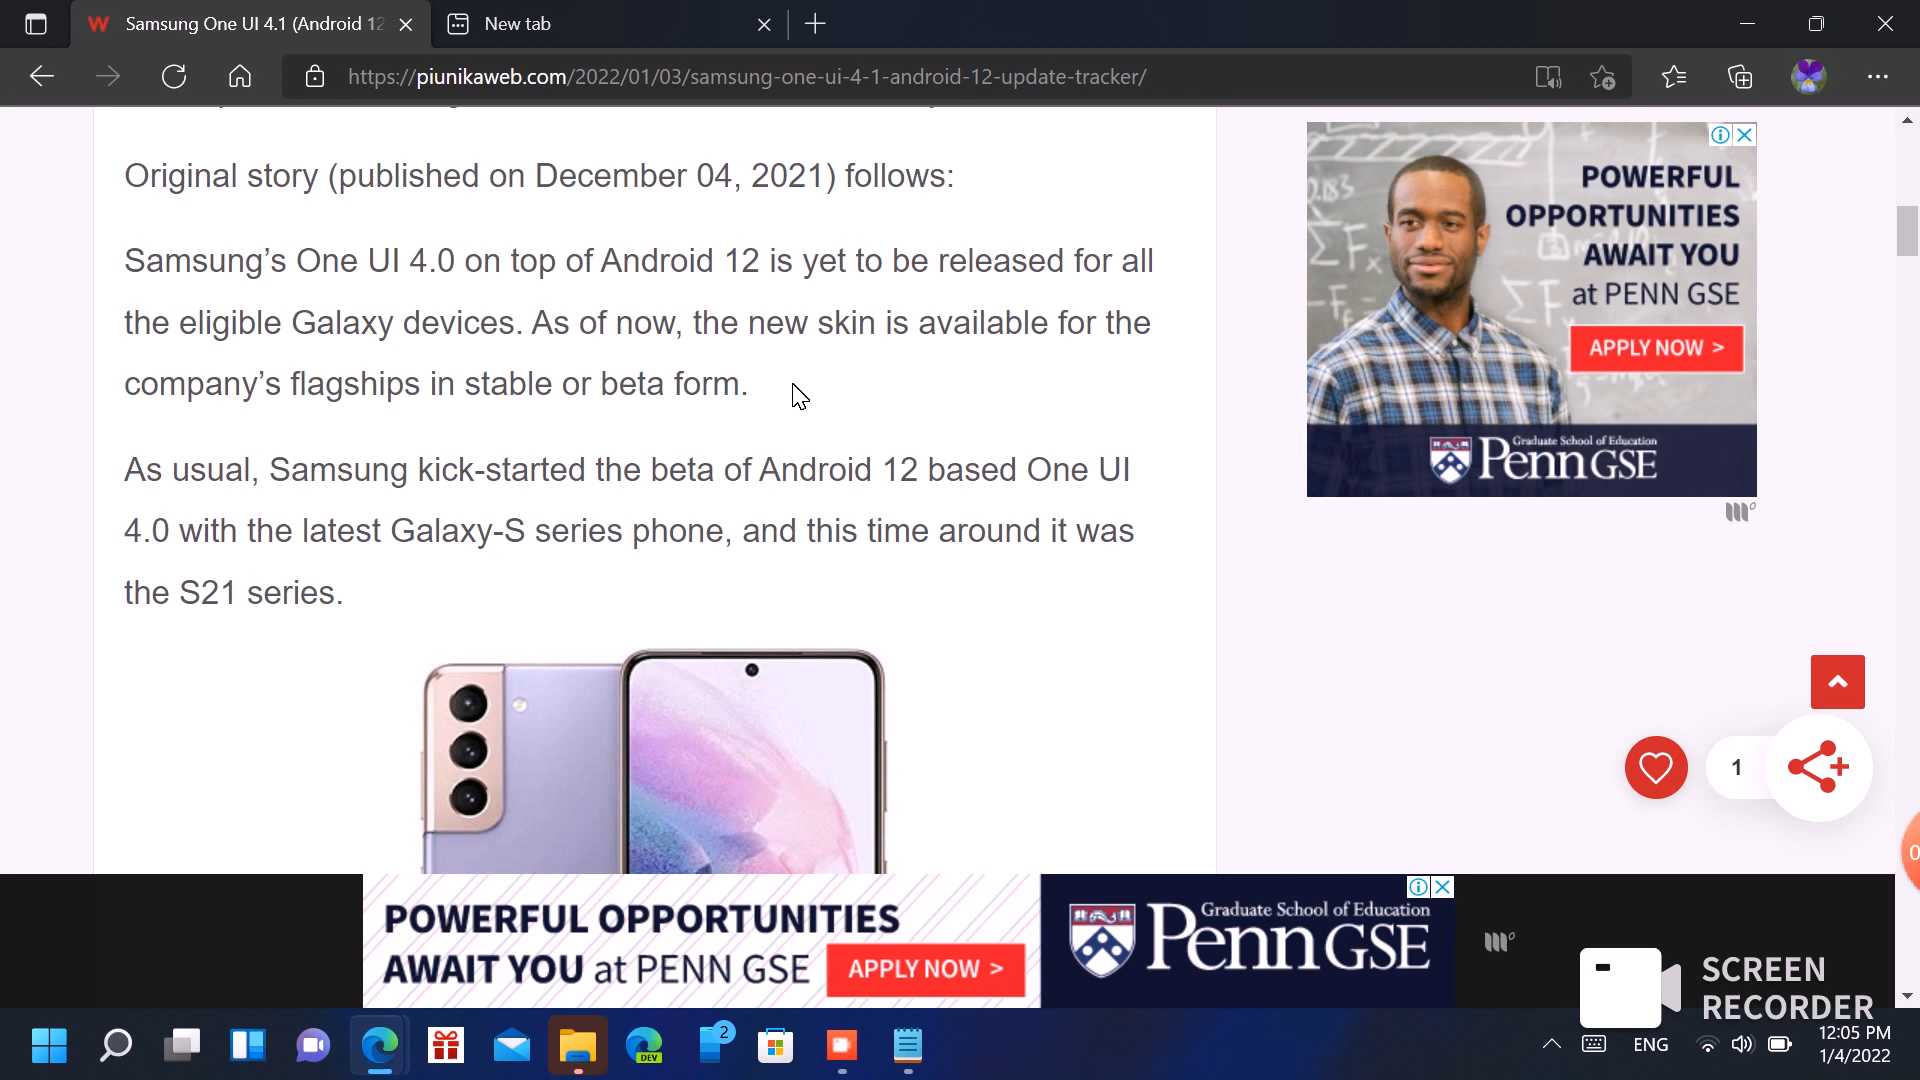 Samsung One UI 4.1 (Android 12
New tab
https://piunikaweb.com/2022/01/03/samsung-one-ui-4-1-android-12-update-tracker/
Original story (published on December 04, 2021) follows:
Samsung’s One UI 4.0 on top of Android 12 is yet to be released for all
the eligible Galaxy devices. As of now, the new skin is available for the
company’s flagships in stable or beta form.
As usual, Samsung kick-started the beta of Android 12 based One UI
4.0 with the latest Galaxy-S series phone, and this time around it was
the S21 series.
POWERFUL
OPPORTUNITIES
AWAIT YOU
at PENN GSE
APPLY NOW >
Graduate School of Education
Penn GSE
1
POWERFUL OPPORTUNITIES
AWAIT YOU at PENN GSE
APPLY NOW >
Graduate School of Education
Penn GSE
SCREEN
RECORDER
DEV
2
ENG
12:05 PM
1/4/2022